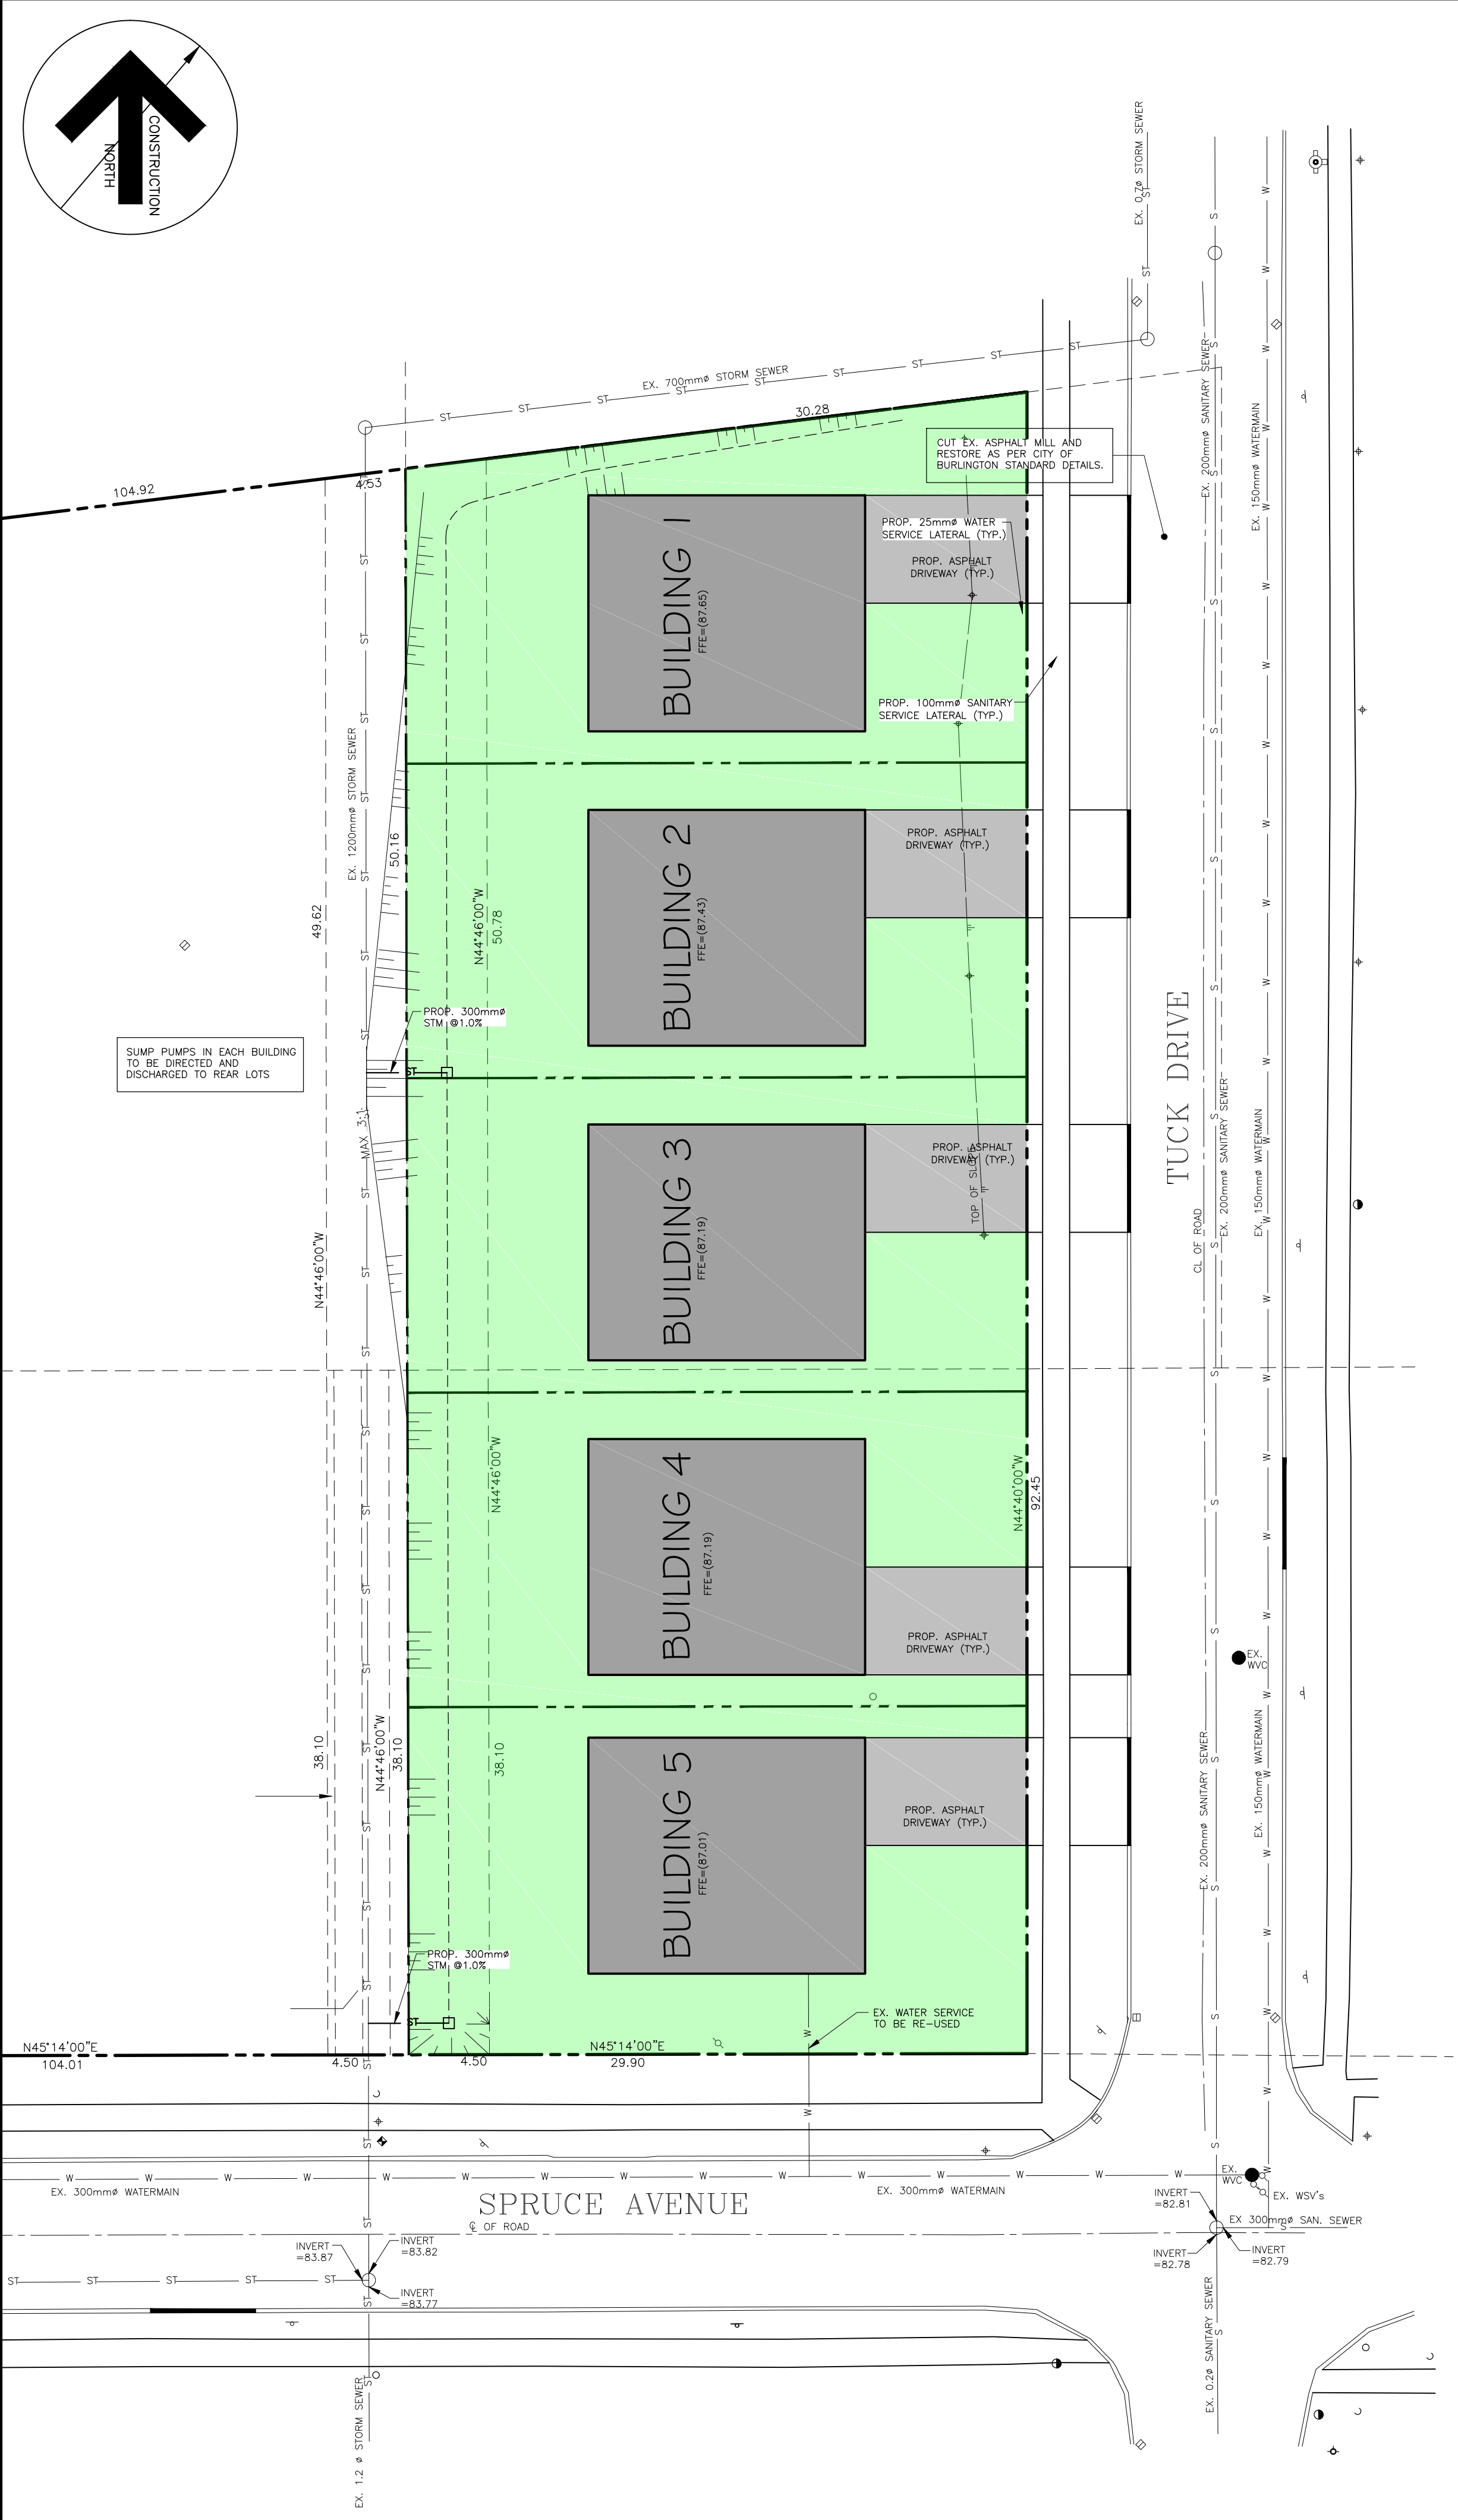 CONSTRUCTION
NORTH
EX. 0.7ø STORM SEWER
EX. 700mmø STORM SEWER
30.28
104.92
4.53
CUT EX. ASPHALT MILL AND
RESTORE AS PER CITY OF
BURLINGTON STANDARD DETAILS.
EX. 200mmø SANITARY SEWER
EX. 150mmø WATERMAIN
BUILDING 1
FFE=(87.65)
PROP. 25mmø WATER
SERVICE LATERAL (TYP.)
PROP. ASPHALT
DRIVEWAY (TYP.)
PROP. 100mmø SANITARY
SERVICE LATERAL (TYP.)
EX. 1200mmø STORM SEWER
50.16
49.62
N44°46'00"W
50.78
BUILDING 2
FFE=(87.43)
PROP. ASPHALT
DRIVEWAY (TYP.)
PROP. 300mmø
STM @1.0%
ST
SUMP PUMPS IN EACH BUILDING
TO BE DIRECTED AND
DISCHARGED TO REAR LOTS
MAX 3:1
BUILDING 3
FFE=(87.19)
PROP. ASPHALT
DRIVEWAY (TYP.)
TOP OF SLOPE
TUCK DRIVE
CL OF ROAD
EX. 200mmø SANITARY SEWER
EX. 150mmø WATERMAIN
N44°46'00"W
N44°46'00"W
BUILDING 4
FFE=(87.19)
PROP. ASPHALT
DRIVEWAY (TYP.)
N44°40'00"W
92.45
EX.
WVC
38.10
N44°46'00"W
38.10
38.10
BUILDING 5
FFE=(87.01)
PROP. ASPHALT
DRIVEWAY (TYP.)
EX. 200mmø SANITARY SEWER
EX. 150mmø WATERMAIN
PROP. 300mmø
STM @1.0%
ST
EX. WATER SERVICE
TO BE RE-USED
N45°14'00"E
104.01
4.50
4.50
N45°14'00"E
29.90
EX. 300mmø WATERMAIN
SPRUCE AVENUE
℄ OF ROAD
EX. 300mmø WATERMAIN
EX.
WVC
EX. WSV's
INVERT
=82.81
EX 300mmø SAN. SEWER
INVERT
=82.78
INVERT
=82.79
INVERT
=83.87
INVERT
=83.82
INVERT
=83.77
EX. 1.2 ø STORM SEWER
EX. 0.2ø SANITARY SEWER